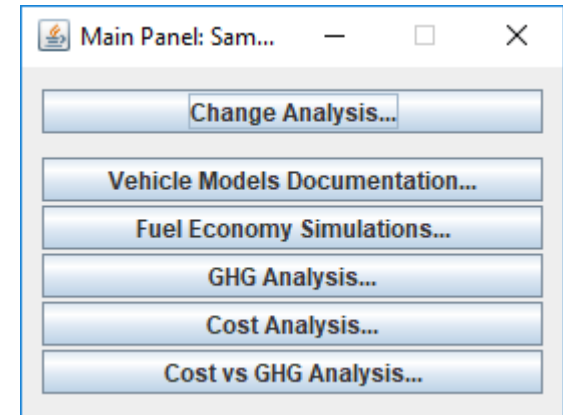 Main Panel: Sam...
Change Analysis...
Vehicle Models Documentation...
Fuel Economy Simulations...
GHG Analysis...
Cost Analysis...
Cost vs GHG Analysis...